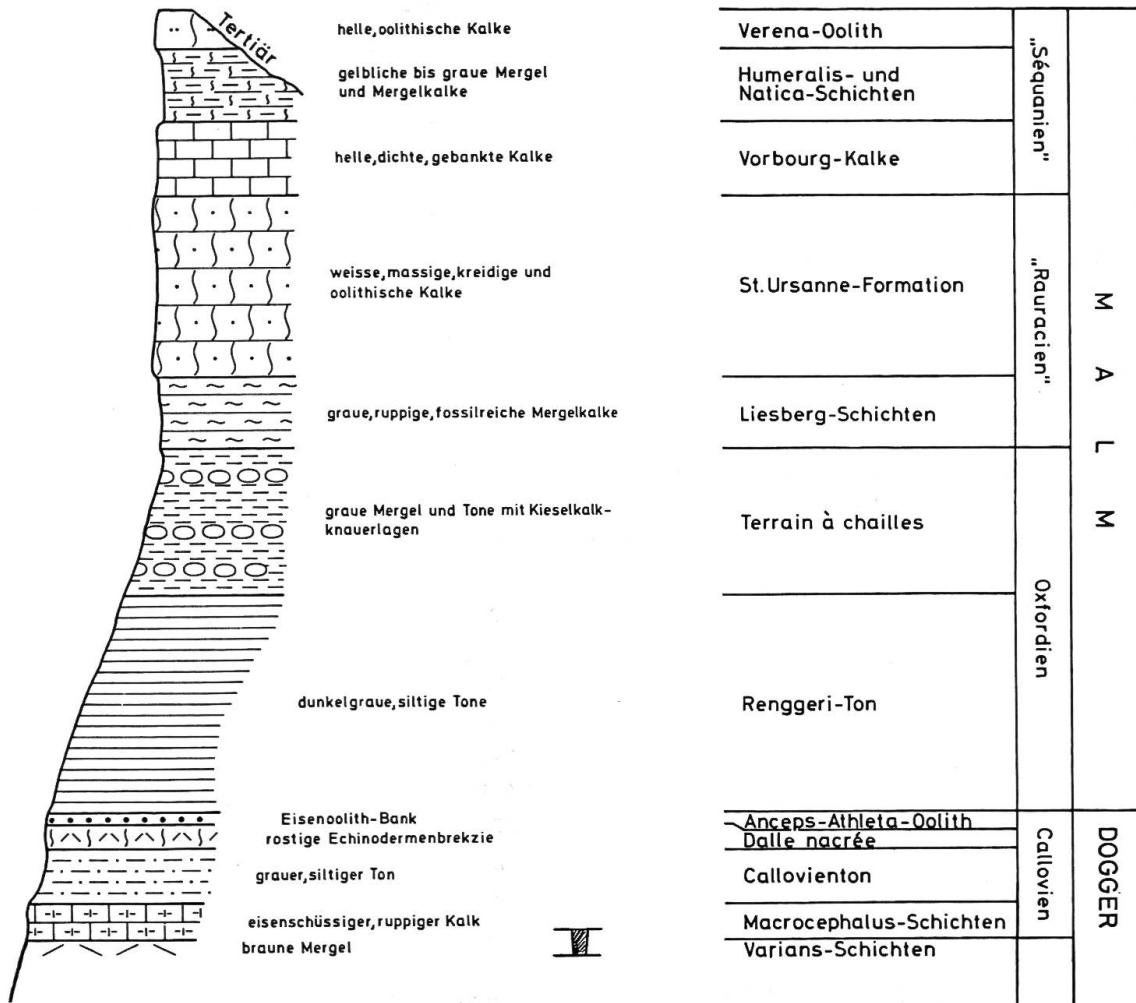 Tertiär
helle,oolithische Kalke
gelbliche bis graue Mergel
und Mergelkalke
helle,dichte,gebankte Kalke
weisse,massige,kreidige und
oolithische Kalke
graue,ruppige,fossilreiche Mergelkalke
graue Mergel und Tone mit Kieselkalk-
knauerlagen
dunkelgraue,siltige Tone
Eisenoolith-Bank
rostige Echinodermenbrekzie
grauer,siltiger Ton
eisenschüssiger,ruppiger Kalk
braune Mergel
Verena-Oolith
Humeralis- und
Natica-Schichten
Vorbourg-Kalke
St.Ursanne-Formation
Liesberg-Schichten
Terrain à chailles
Renggeri-Ton
Anceps-Athleta-Oolith
Dalle nacrée
Callovienton
Macrocephalus-Schichten
Varians-Schichten
„Séquanien"
„Rauracien"
Oxfordien
Callovien
MALM
DOGGER